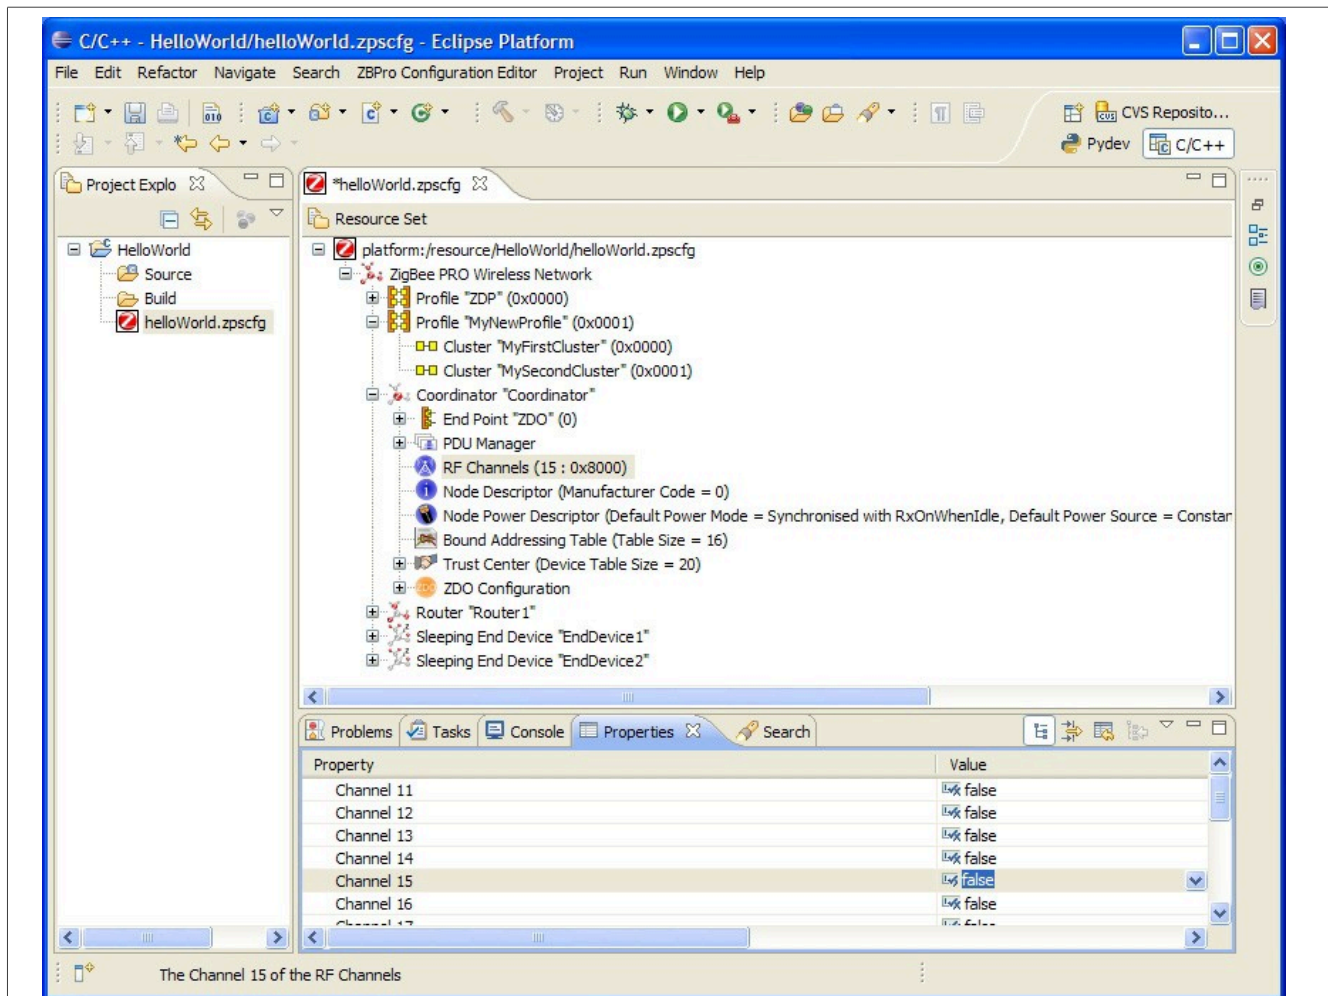 C/C++ - HelloWorld/helloWorld.zpscfg - Eclipse Platform
File Edit Refactor Navigate Search ZBPro Configuration Editor Project Run Window Help
CVS Reposito...
Pydev C/C++
Project Explo
*helloWorld.zpscfg
Resource Set
HelloWorld
Source
Build
helloWorld.zpscfg
platform:/resource/HelloWorld/helloWorld.zpscfg
ZigBee PRO Wireless Network
Profile "ZDP" (0x0000)
Profile "MyNewProfile" (0x0001)
Cluster "MyFirstCluster" (0x0000)
Cluster "MySecondCluster" (0x0001)
Coordinator "Coordinator"
End Point "ZDO" (0)
PDU Manager
RF Channels (15 : 0x8000)
Node Descriptor (Manufacturer Code = 0)
Node Power Descriptor (Default Power Mode = Synchronised with RxOnWhenIdle, Default Power Source = Constar
Bound Addressing Table (Table Size = 16)
Trust Center (Device Table Size = 20)
ZDO Configuration
Router "Router1"
Sleeping End Device "EndDevice1"
Sleeping End Device "EndDevice2"
Problems Tasks Console Properties Search
Property Value
Channel 11 false
Channel 12 false
Channel 13 false
Channel 14 false
Channel 15 false
Channel 16 false
Channel 17 false
The Channel 15 of the RF Channels